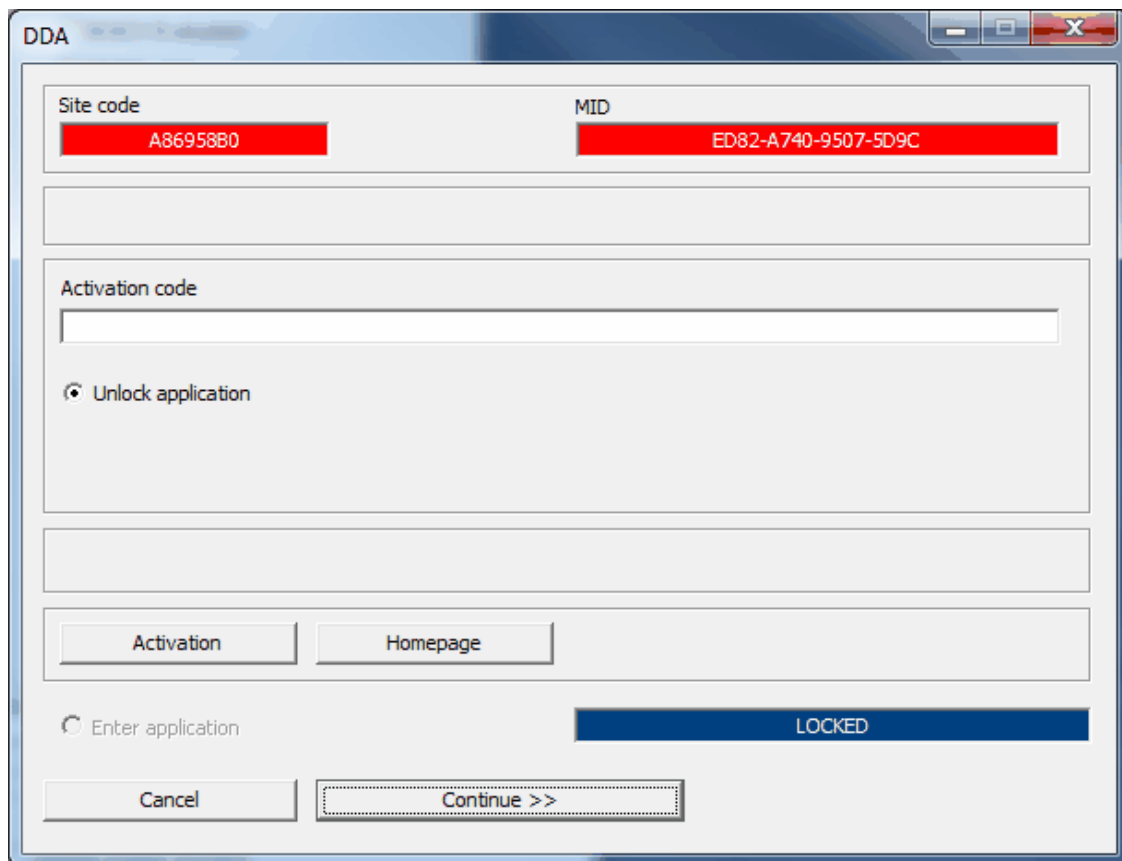 DDA
Site code
MID
A86958B0
ED82-A740-9507-5D9C
Activation code
Unlock application
Activation
Homepage
Enter application
LOCKED
Cancel
Continue >>